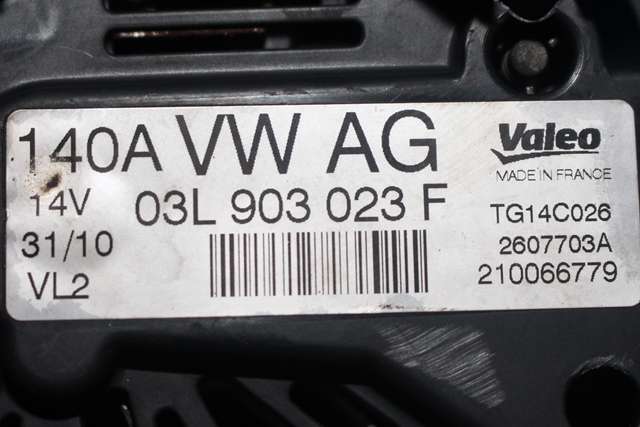 140A VW AG
14V 03L 903 023 F
31/10
VL2
Valeo
MADE IN FRANCE
TG14C026
2607703A
210066779